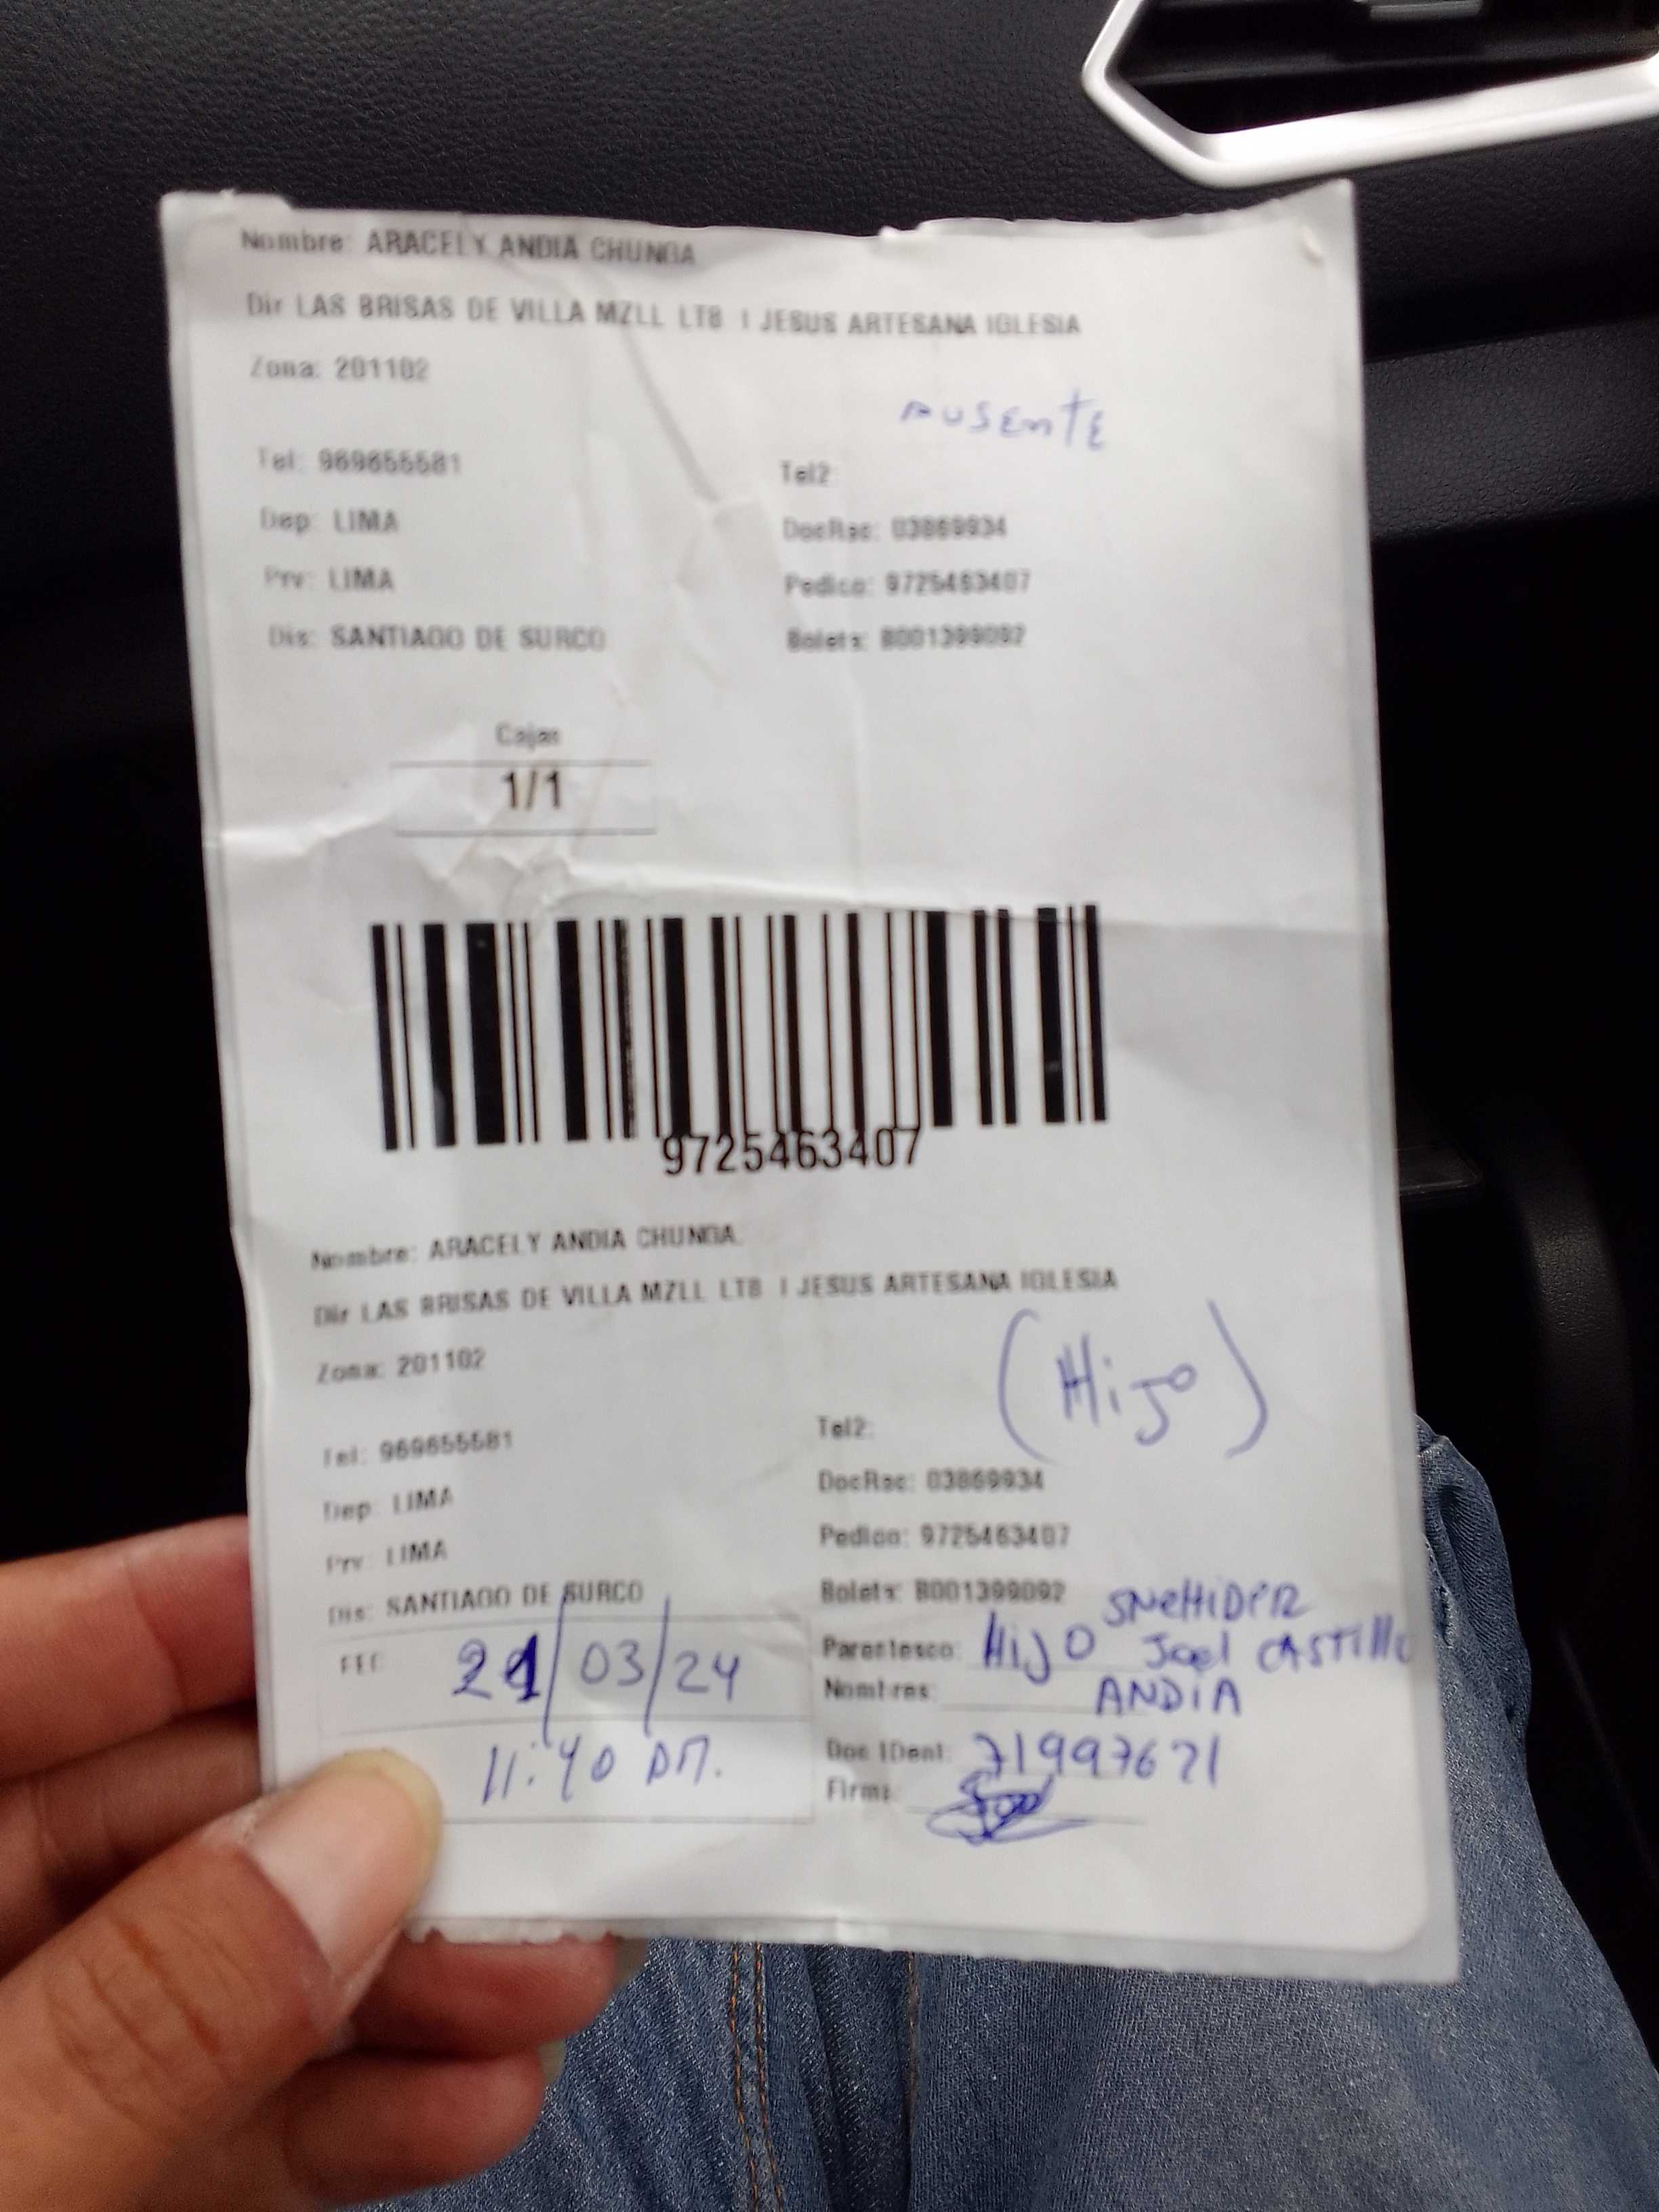 Nombre: ARACELY ANDIA CHUNGA
Dir LAS BRISAS DE VILLA MZLL LT8 I JESUS ARTESANA IGLESIA
Zona: 201102
AUSENTE
Tel: 969655581
Tel2:
Dep: LIMA
DocRac: 03869934
Prv: LIMA
Pedico: 9725463407
Dis: SANTIAGO DE SURCO
Boleta: B001399092
Cajas
1/1
9725463407
Nombre: ARACELY ANDIA CHUNGA
Dir LAS BRISAS DE VILLA MZLL LT8 I JESUS ARTESANA IGLESIA
Zona: 201102
(Hijo)
Tel: 969655581
Tel2:
Dep: LIMA
DocRac: 03869934
Prv: LIMA
Pedico: 9725463407
Dis: SANTIAGO DE SURCO
Boleta: B001399092
SNEHIDER
FEC 21/03/24
Parentesco: HIJO Joel CASTILLO
Nombres: ANDIA
11:40 AM.
Doc IDent: 71997671
Firma: